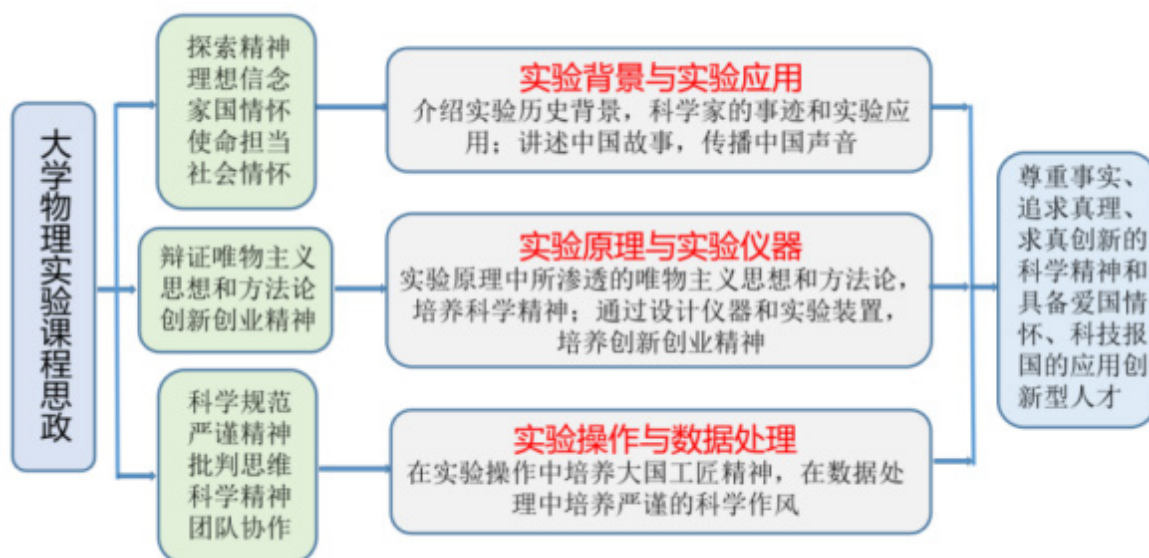 大学物理实验课程思政
探索精神
理想信念
家国情怀
使命担当
社会情怀
实验背景与实验应用
介绍实验历史背景，科学家的事迹和实验应
用；讲述中国故事，传播中国声音
辩证唯物主义
思想和方法论
创新创业精神
实验原理与实验仪器
实验原理中所渗透的唯物主义思想和方法论，
培养科学精神；通过设计仪器和实验装置，
培养创新创业精神
科学规范
严谨精神
批判思维
科学精神
团队协作
实验操作与数据处理
在实验操作中培养大国工匠精神，在数据处
理中培养严谨的科学作风
尊重事实、
追求真理、
求真创新的
科学精神和
具备爱国情
怀、科技报
国的应用创
新型人才